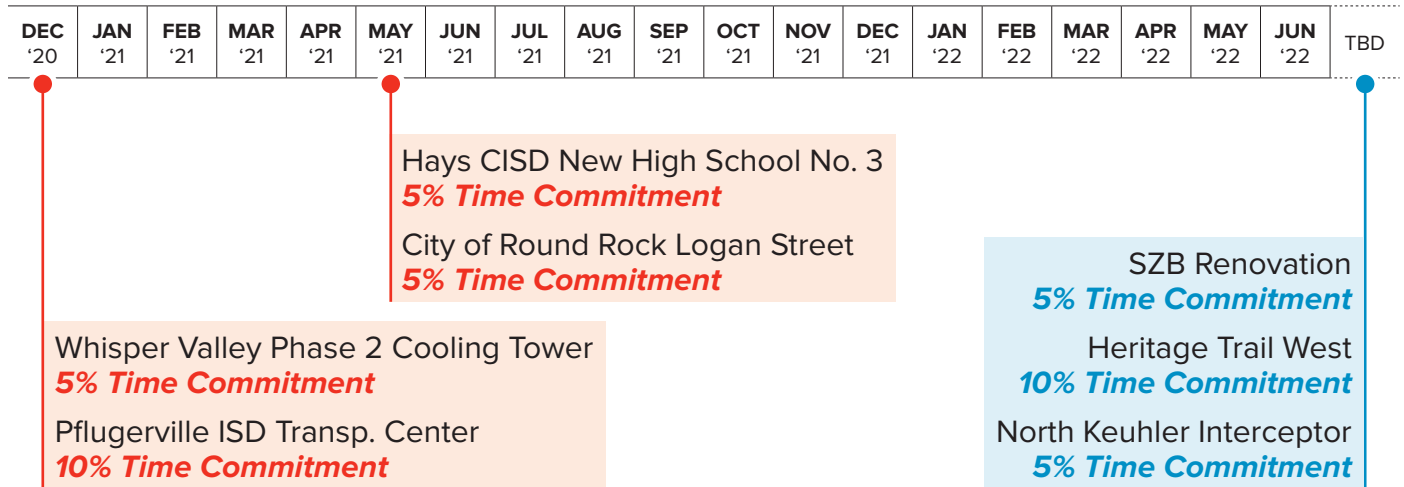 DEC JAN FEB MAR APR MAY JUN JUL AUG SEP OCT NOV DEC JAN FEB MAR APR MAY JUN TBD
‘20 ‘21 ‘21 ‘21 ‘21 ‘21 ‘21 ‘21 ‘21 ‘21 ‘21 ‘21 ‘21 ‘22 ‘22 ‘22 ‘22 ‘22 ‘22
Hays CISD New High School No. 3
5% Time Commitment
City of Round Rock Logan Street
5% Time Commitment
Whisper Valley Phase 2 Cooling Tower
5% Time Commitment
Pflugerville ISD Transp. Center
10% Time Commitment
SZB Renovation
5% Time Commitment
Heritage Trail West
10% Time Commitment
North Keuhler Interceptor
5% Time Commitment